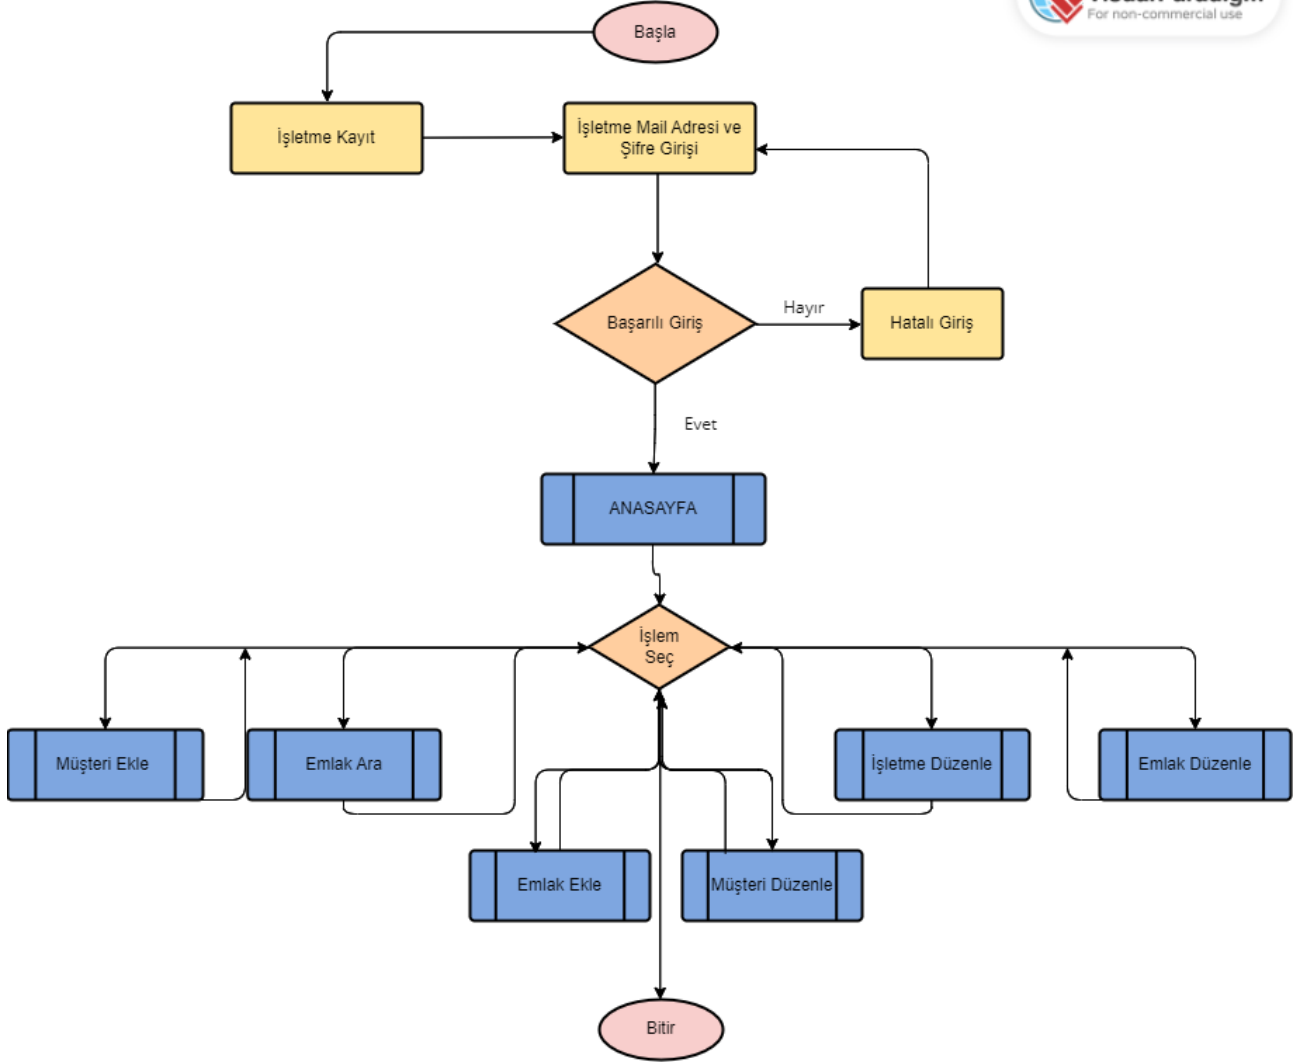 For non-commercial use
Başla
İşletme Kayıt
İşletme Mail Adresi ve
Şifre Girişi
Başarılı Giriş
Hayır
Hatalı Giriş
Evet
ANASAYFA
İşlem
Seç
Müşteri Ekle
Emlak Ara
İşletme Düzenle
Emlak Düzenle
Emlak Ekle
Müşteri Düzenle
Bitir